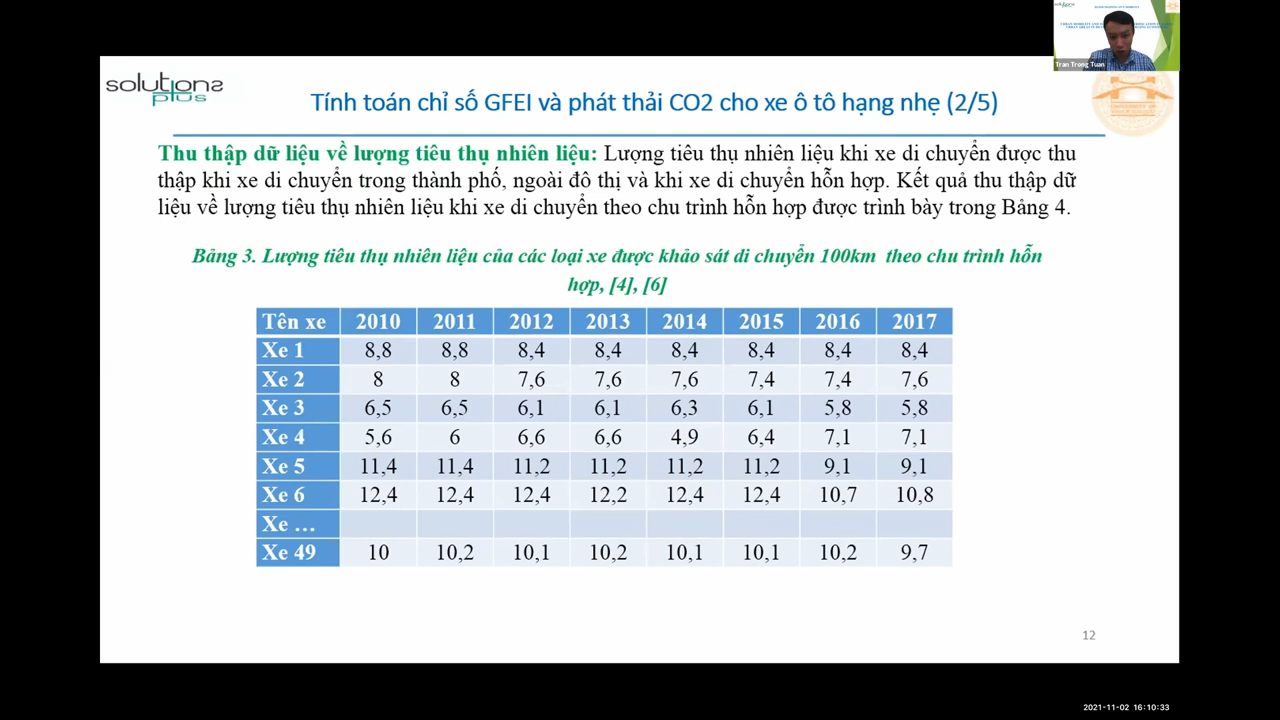 solutions
plus
Tran Trong Tuan
Tính toán chỉ số GFEI và phát thải CO2 cho xe ô tô hạng nhẹ (2/5)
Thu thập dữ liệu về lượng tiêu thụ nhiên liệu: Lượng tiêu thụ nhiên liệu khi xe di chuyển được thu
thập khi xe di chuyển trong thành phố, ngoài đô thị và khi xe di chuyển hỗn hợp. Kết quả thu thập dữ
liệu về lượng tiêu thụ nhiên liệu khi xe di chuyển theo chu trình hỗn hợp được trình bày trong Bảng 4.
Bảng 3. Lượng tiêu thụ nhiên liệu của các loại xe được khảo sát di chuyển 100km theo chu trình hỗn
hợp, [4], [6]
Tên xe 2010 2011 2012 2013 2014 2015 2016 2017
Xe 1 8,8 8,8 8,4 8,4 8,4 8,4 8,4 8,4
Xe 2 8 8 7,6 7,6 7,6 7,4 7,4 7,6
Xe 3 6,5 6,5 6,1 6,1 6,3 6,1 5,8 5,8
Xe 4 5,6 6 6,6 6,6 4,9 6,4 7,1 7,1
Xe 5 11,4 11,4 11,2 11,2 11,2 11,2 9,1 9,1
Xe 6 12,4 12,4 12,4 12,2 12,4 12,4 10,7 10,8
Xe …
Xe 49 10 10,2 10,1 10,2 10,1 10,1 10,2 9,7
12
2021-11-02 16:10:33